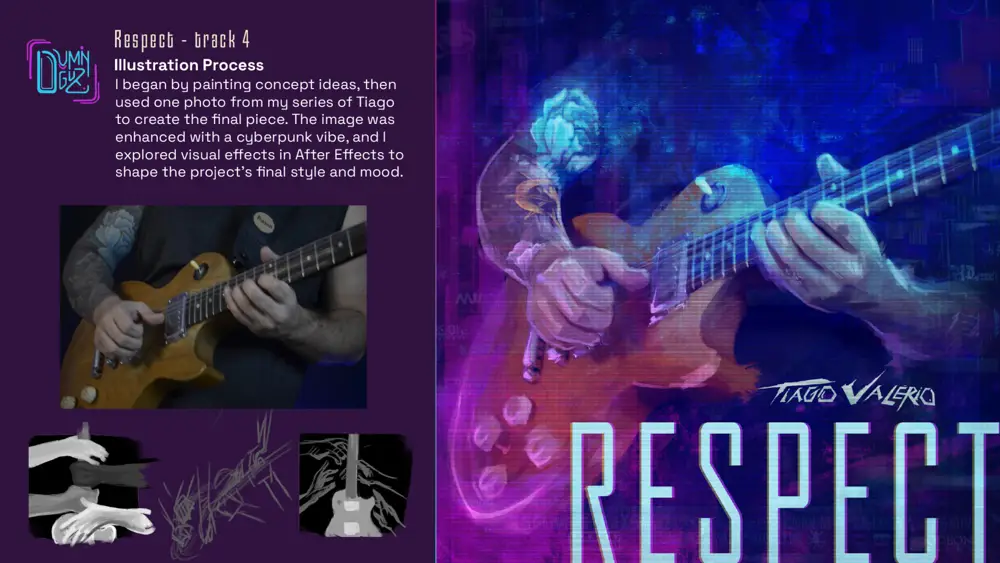 DUMIN
GUZ.
Respect - track 4
Illustration Process
I began by painting concept ideas, then
used one photo from my series of Tiago
to create the final piece. The image was
enhanced with a cyberpunk vibe, and I
explored visual effects in After Effects to
shape the project's final style and mood.
TIAGO VALERIO
RESPECT